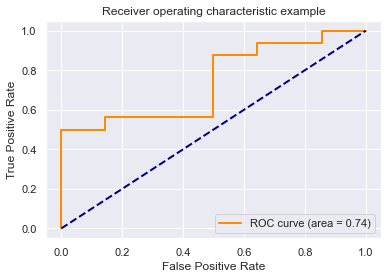 Receiver operating characteristic example
True Positive Rate
1.0
0.8
0.6
0.4
0.2
0.0
ROC curve (area = 0.74)
0.0 0.2 0.4 0.6 0.8 1.0
False Positive Rate